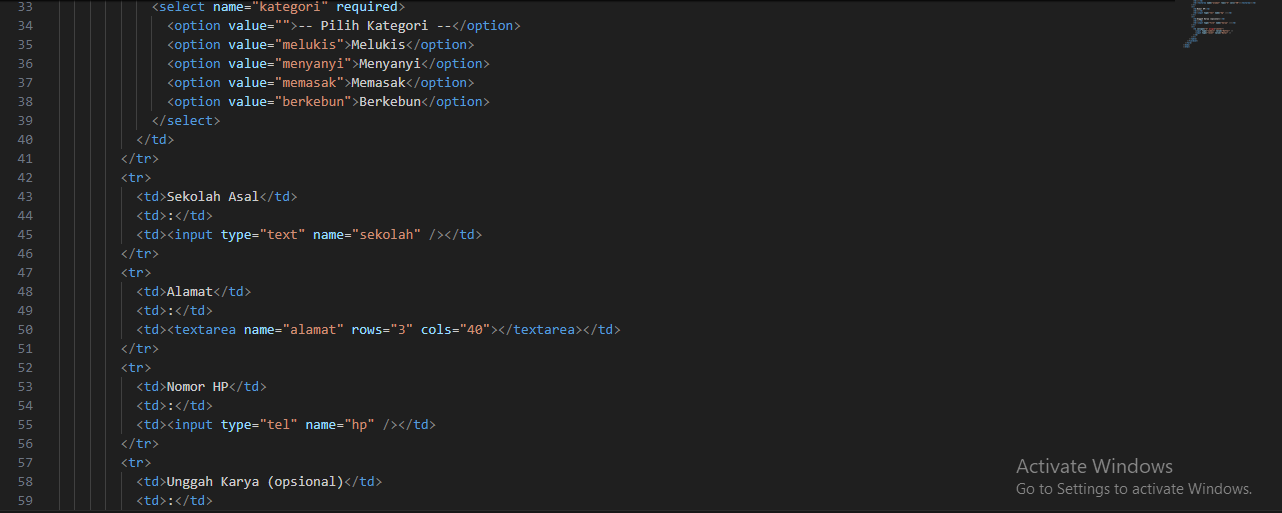 33 <select name="kategori" required>
34 <option value="">-- Pilih Kategori --</option>
35 <option value="melukis">Melukis</option>
36 <option value="menyanyi">Menyanyi</option>
37 <option value="memasak">Memasak</option>
38 <option value="berkebun">Berkebun</option>
39 </select>
40 </td>
41 </tr>
42 <tr>
43 <td>Sekolah Asal</td>
44 <td>:</td>
45 <td><input type="text" name="sekolah" /></td>
46 </tr>
47 <tr>
48 <td>Alamat</td>
49 <td>:</td>
50 <td><textarea name="alamat" rows="3" cols="40"></textarea></td>
51 </tr>
52 <tr>
53 <td>Nomor HP</td>
54 <td>:</td>
55 <td><input type="tel" name="hp" /></td>
56 </tr>
57 <tr>
58 <td>Unggah Karya (opsional)</td>
59 <td>:</td>
Activate Windows
Go to Settings to activate Windows.